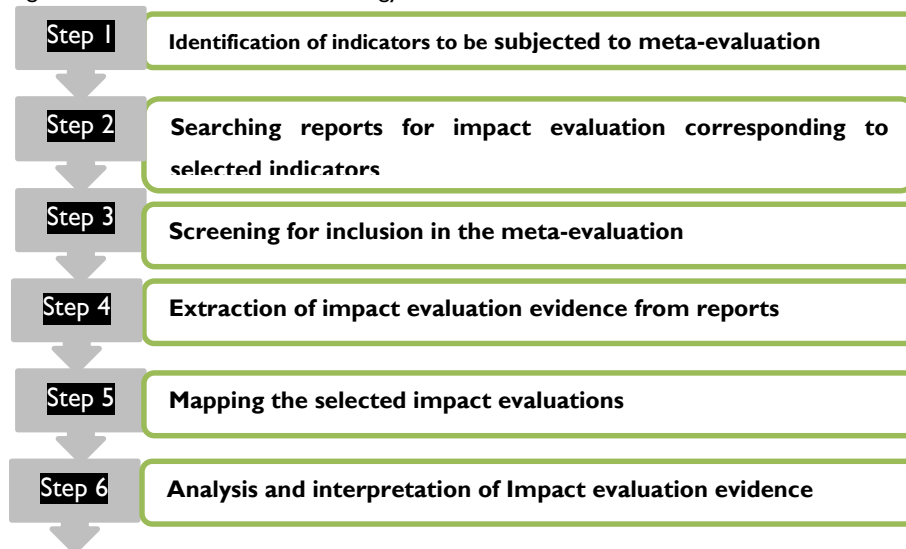 Step 1
Identification of indicators to be subjected to meta-evaluation
Step 2
Searching reports for impact evaluation corresponding to
selected indicators
Step 3
Screening for inclusion in the meta-evaluation
Step 4
Extraction of impact evaluation evidence from reports
Step 5
Mapping the selected impact evaluations
Step 6
Analysis and interpretation of Impact evaluation evidence